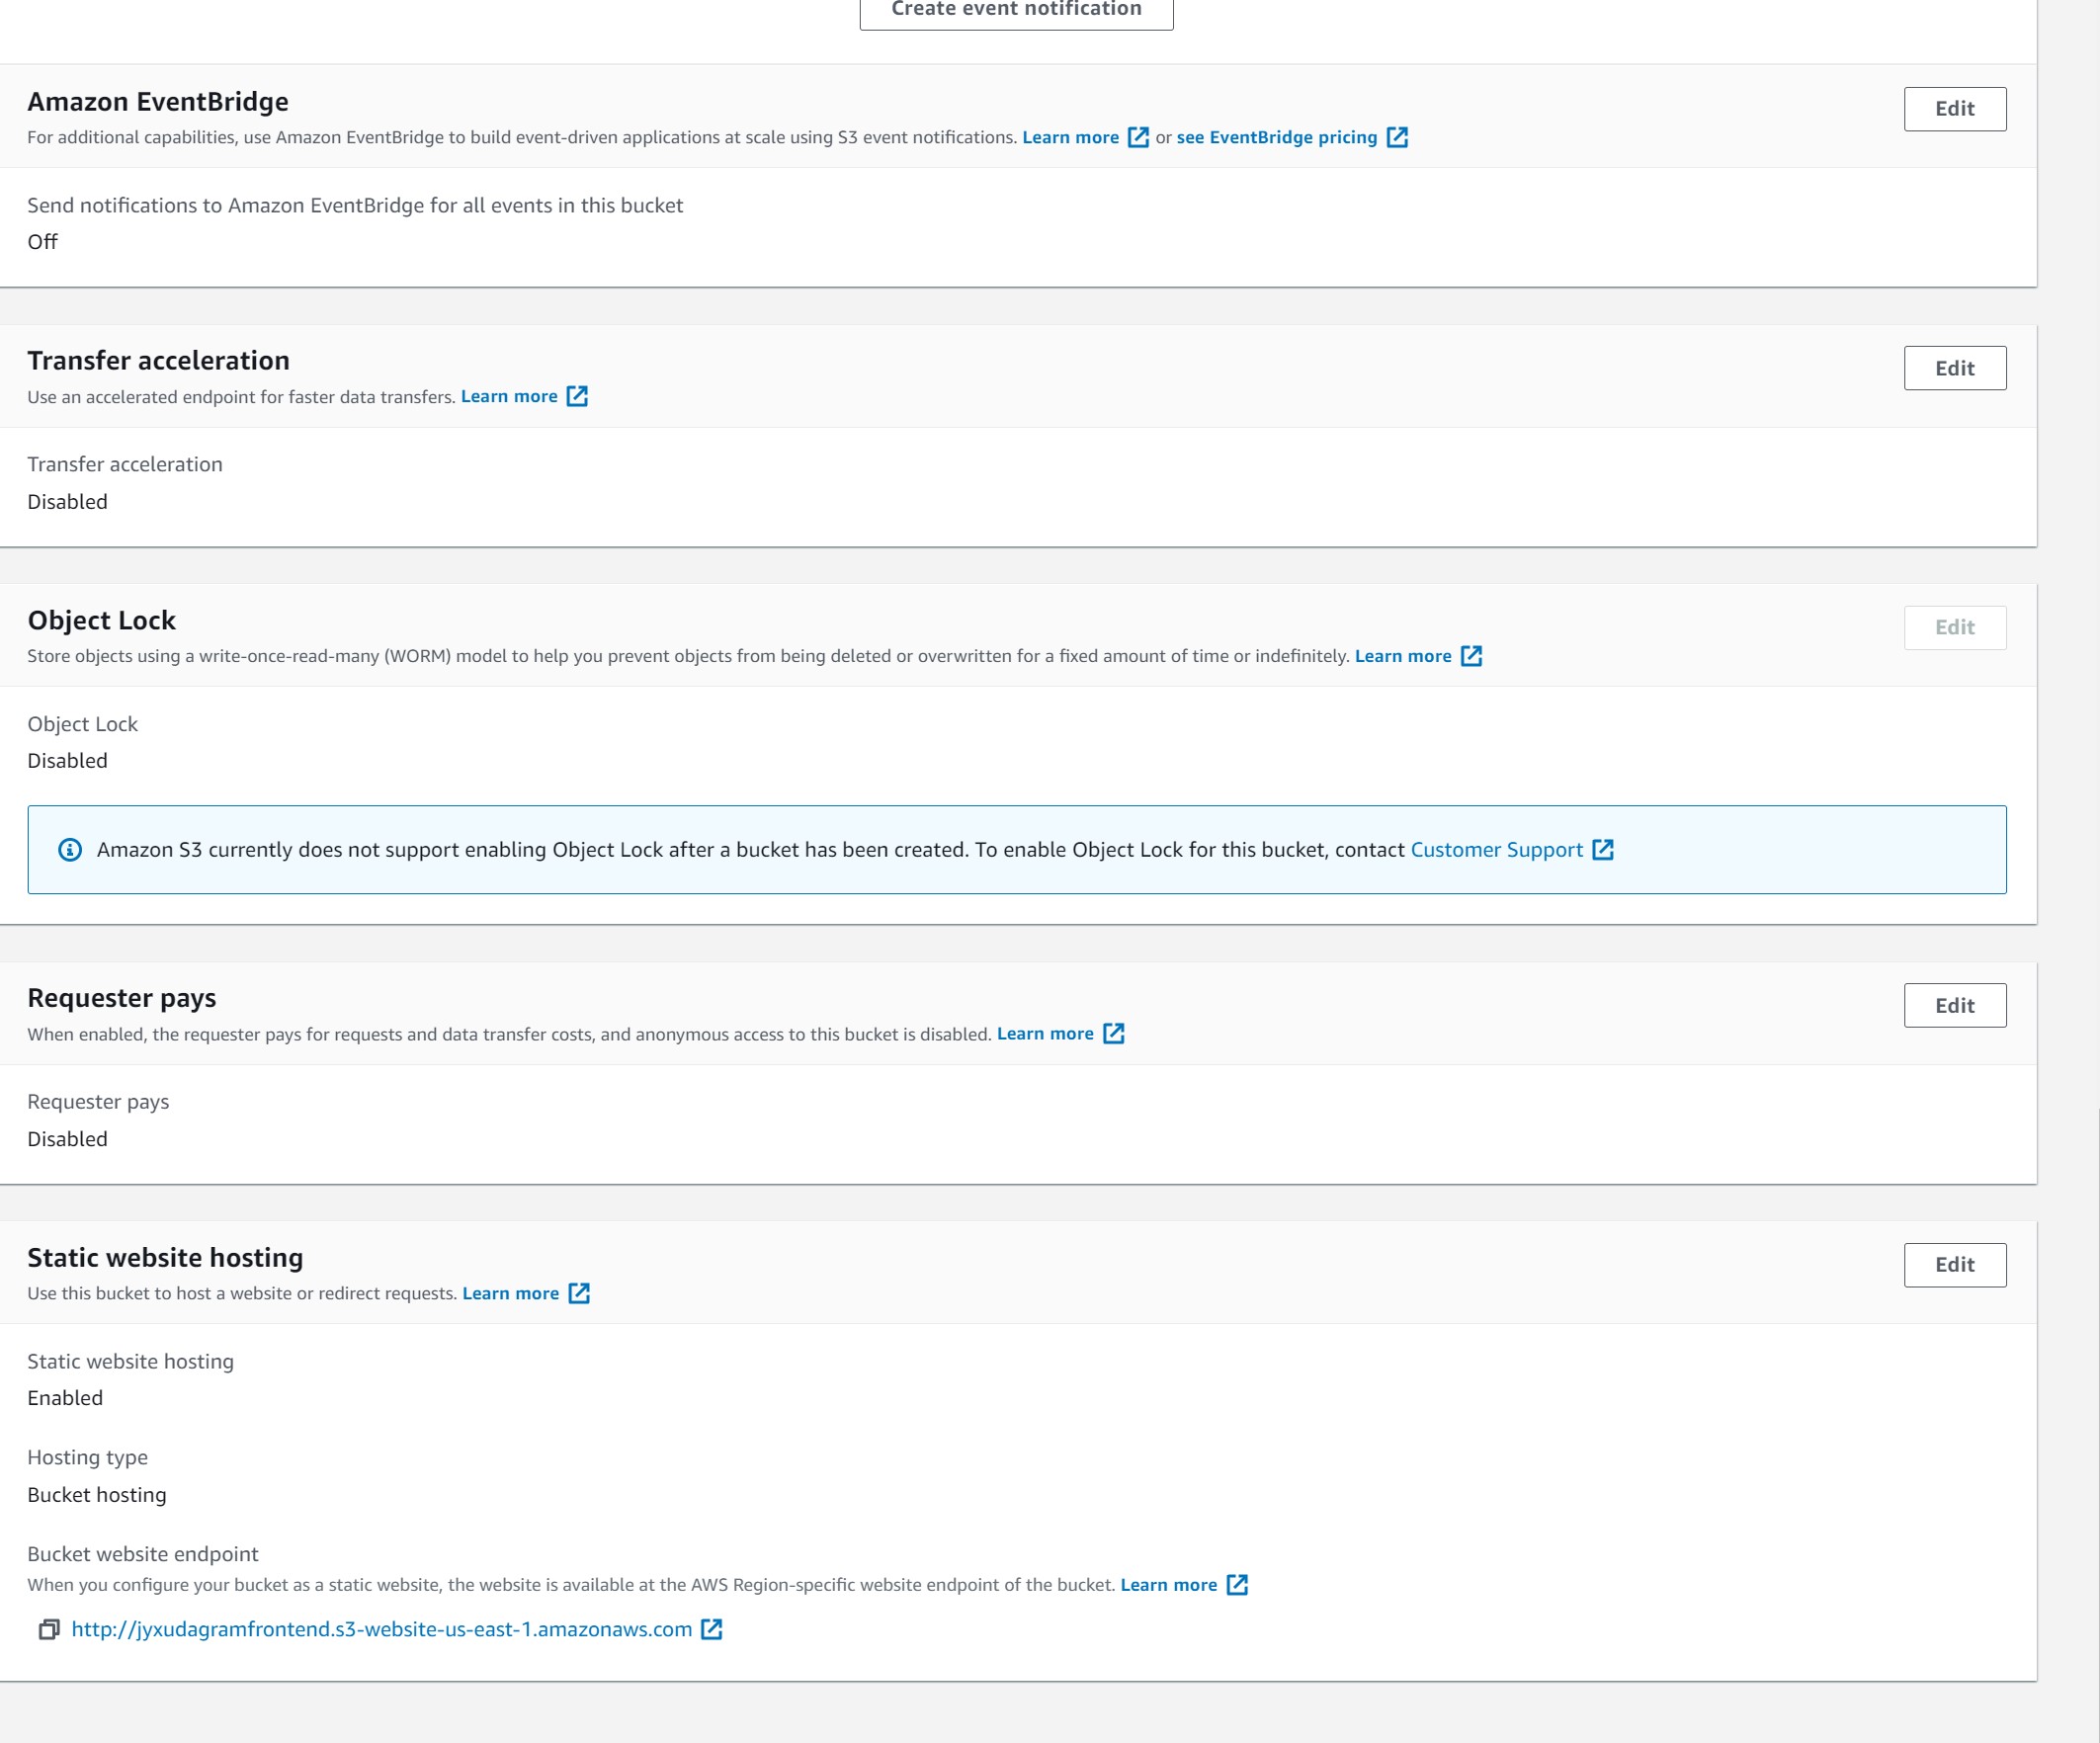 Create event notification
Amazon EventBridge
Edit
For additional capabilities, use Amazon EventBridge to build event-driven applications at scale using S3 event notifications. Learn more or see EventBridge pricing
Send notifications to Amazon EventBridge for all events in this bucket
Off
Transfer acceleration
Edit
Use an accelerated endpoint for faster data transfers. Learn more
Transfer acceleration
Disabled
Object Lock
Edit
Store objects using a write-once-read-many (WORM) model to help you prevent objects from being deleted or overwritten for a fixed amount of time or indefinitely. Learn more
Object Lock
Disabled
Amazon S3 currently does not support enabling Object Lock after a bucket has been created. To enable Object Lock for this bucket, contact Customer Support
Requester pays
Edit
When enabled, the requester pays for requests and data transfer costs, and anonymous access to this bucket is disabled. Learn more
Requester pays
Disabled
Static website hosting
Edit
Use this bucket to host a website or redirect requests. Learn more
Static website hosting
Enabled
Hosting type
Bucket hosting
Bucket website endpoint
When you configure your bucket as a static website, the website is available at the AWS Region-specific website endpoint of the bucket. Learn more
http://jyxudagramfrontend.s3-website-us-east-1.amazonaws.com